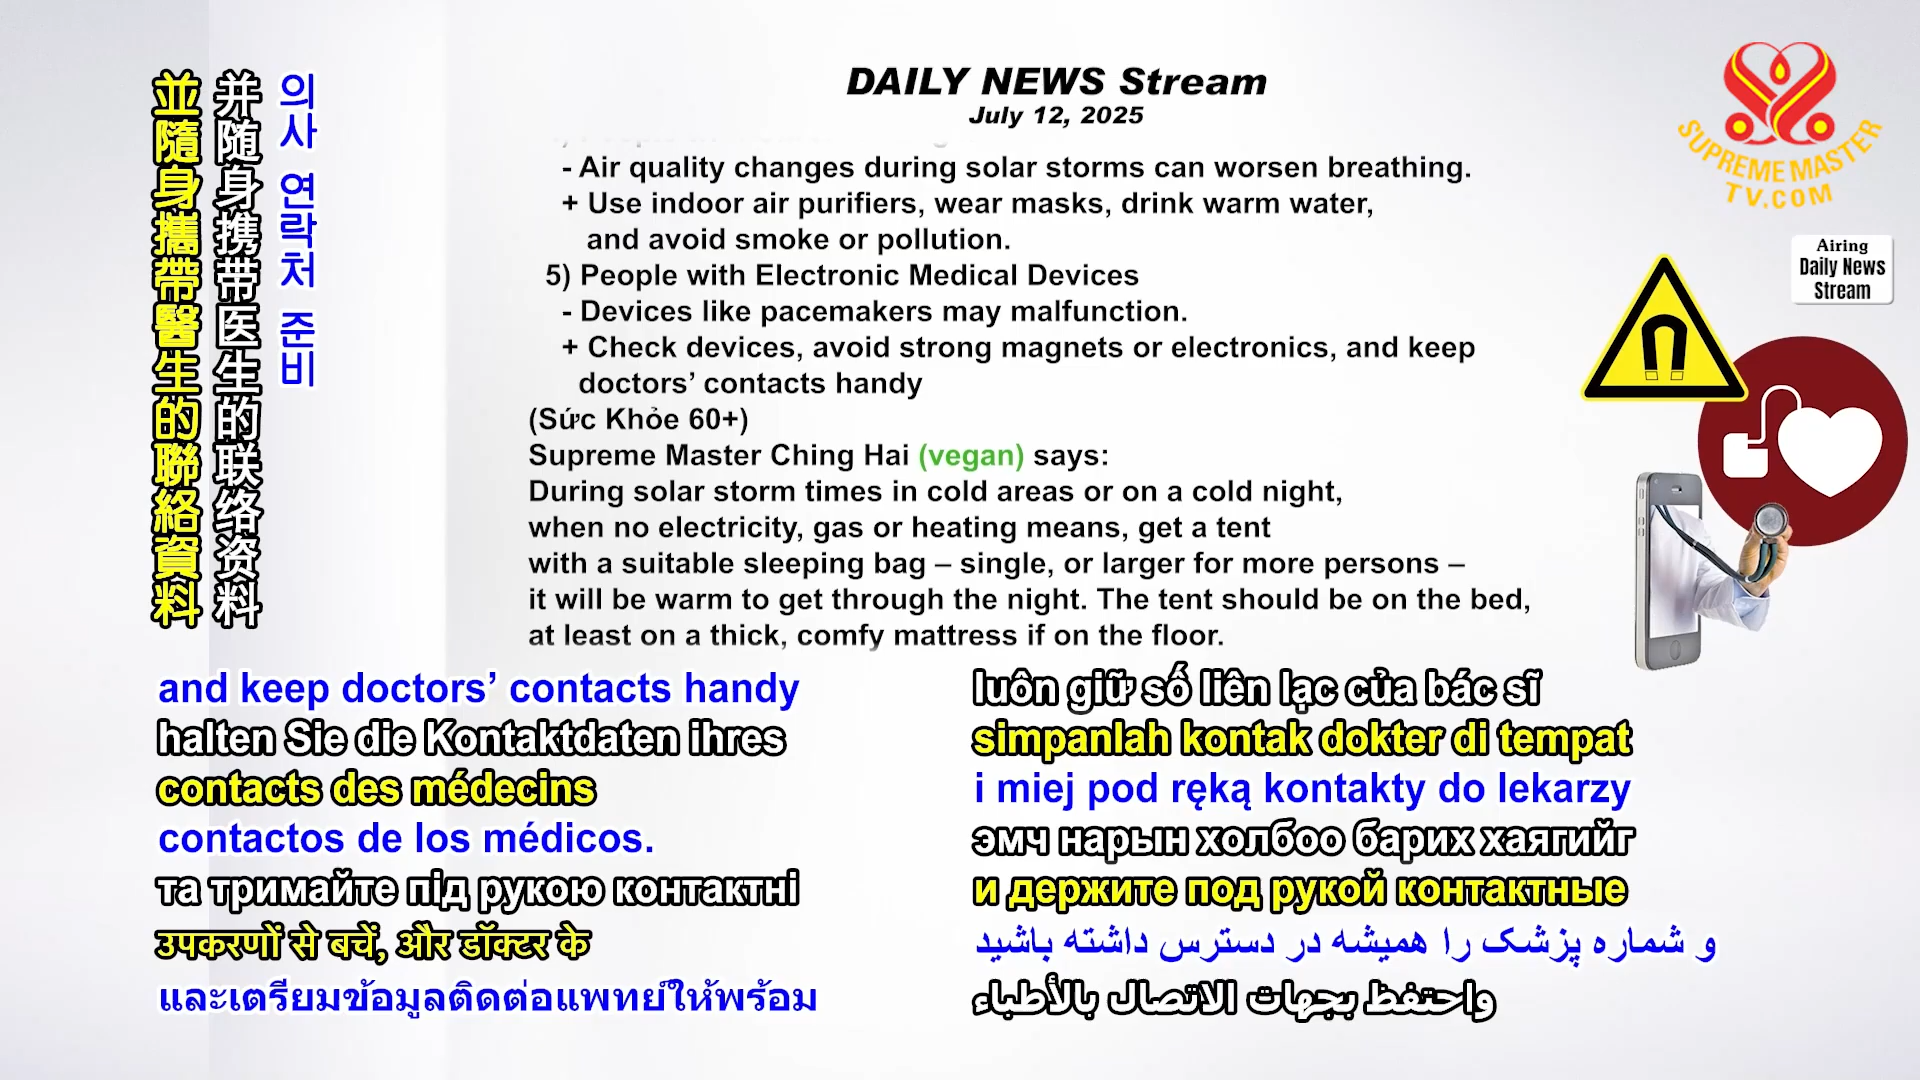 DAILY NEWS Stream
July 12, 2025
- Air quality changes during solar storms can worsen breathing.
+ Use indoor air purifiers, wear masks, drink warm water,
and avoid smoke or pollution.
5) People with Electronic Medical Devices
- Devices like pacemakers may malfunction.
+ Check devices, avoid strong magnets or electronics, and keep
doctors’ contacts handy
(Sức Khỏe 60+)
Supreme Master Ching Hai (vegan) says:
During solar storm times in cold areas or on a cold night,
when no electricity, gas or heating means, get a tent
with a suitable sleeping bag – single, or larger for more persons –
it will be warm to get through the night. The tent should be on the bed,
at least on a thick, comfy mattress if on the floor.
SUPREME MASTER
TV.COM
Airing
Daily News
Stream
의사 연락처 준비
并随身携带医生的联络资料
並隨身攜帶醫生的聯絡資料
and keep doctors’ contacts handy
halten Sie die Kontaktdaten ihres
contacts des médecins
contactos de los médicos.
та тримайте під рукою контактні
उपकरणों से बचें, और डॉक्टर के
และเตรียมข้อมูลติดต่อแพทย์ให้พร้อม
luôn giữ số liên lạc của bác sĩ
simpanlah kontak dokter di tempat
i miej pod ręką kontakty do lekarzy
эмч нарын холбоо барих хаягийг
и держите под рукой контактные
و شماره پزشک را همیشه در دسترس داشته باشید
واحتفظ بجهات الاتصال بالأطباء